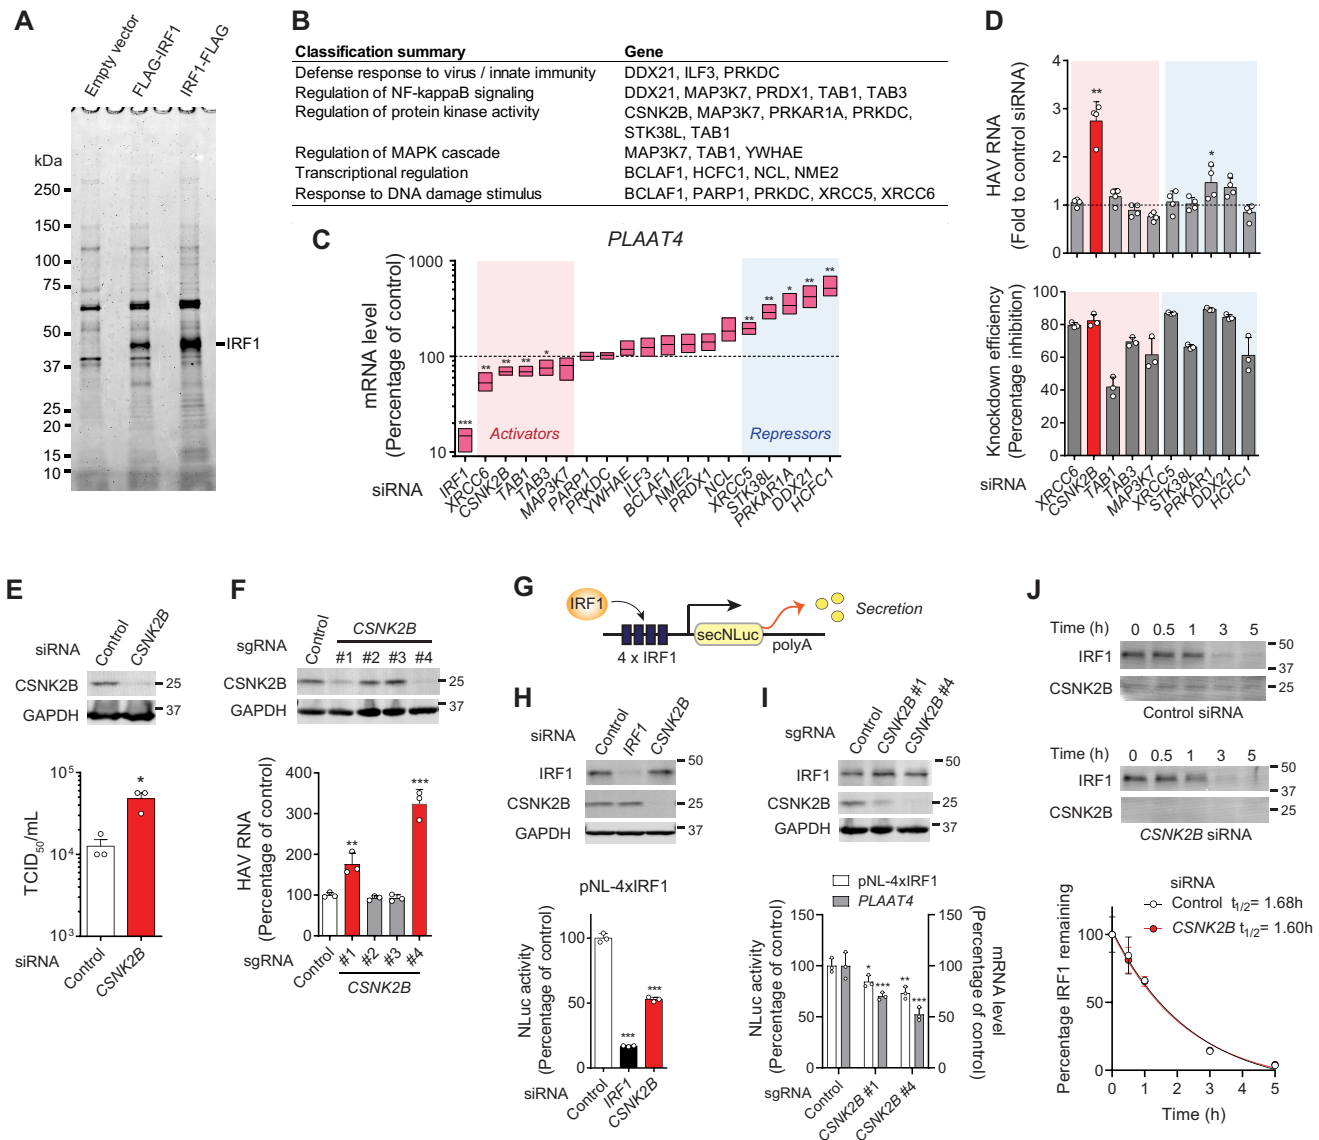 A
Empty vector
FLAG-IRF1
IRF1-FLAG
kDa
250
150
100
75
50
37
25
20
15
10
IRF1
B
Classification summary Gene
Defense response to virus / innate immunity DDX21, ILF3, PRKDC
Regulation of NF-kappaB signaling DDX21, MAP3K7, PRDX1, TAB1, TAB3
Regulation of protein kinase activity CSNK2B, MAP3K7, PRKAR1A, PRKDC,
STK38L, TAB1
Regulation of MAPK cascade MAP3K7, TAB1, YWHAE
Transcriptional regulation BCLAF1, HCFC1, NCL, NME2
Response to DNA damage stimulus BCLAF1, PARP1, PRKDC, XRCC5, XRCC6
C
PLAAT4
mRNA level
(Percentage of control)
1000
100
10
*** ** ** ** * ** ** * ** **
Activators
Repressors
siRNA
IRF1
XRCC6
CSNK2B
TAB1
TAB3
MAP3K7
PARP1
PRKDC
YWHAE
ILF3
BCLAF1
NME2
PRDX1
NCL
XRCC5
STK38L
PRKAR1A
DDX21
HCFC1
D
HAV RNA
(Fold to control siRNA)
4
3
2
1
0
** *
Knockdown efficiency
(Percentage inhibition)
100
80
60
40
20
0
siRNA
XRCC6
CSNK2B
TAB1
TAB3
MAP3K7
XRCC5
STK38L
PRKAR1
DDX21
HCFC1
E
siRNA Control CSNK2B
CSNK2B 25
GAPDH 37
TCID50/mL
10⁵
10⁴
10³
*
siRNA
Control
CSNK2B
F
CSNK2B
sgRNA Control #1 #2 #3 #4
CSNK2B 25
GAPDH 37
HAV RNA
(Percentage of control)
400
300
200
100
0
** ***
sgRNA Control #1 #2 #3 #4
CSNK2B
G
IRF1
4 x IRF1
secNLuc
polyA
Secretion
H
siRNA Control IRF1 CSNK2B
IRF1 50
CSNK2B 25
GAPDH 37
pNL-4xIRF1
NLuc activity
(Percentage of control)
100
50
0
*** ***
siRNA
Control
IRF1
CSNK2B
I
sgRNA Control CSNK2B #1 CSNK2B #4
IRF1 50
CSNK2B 25
GAPDH 37
pNL-4xIRF1
PLAAT4
NLuc activity
(Percentage of control)
150
100
50
0
* *** ** ***
150
100
50
0
mRNA level
(Percentage of control)
sgRNA
Control
CSNK2B #1
CSNK2B #4
J
Time (h) 0 0.5 1 3 5
IRF1 50
37
CSNK2B 25
Control siRNA
Time (h) 0 0.5 1 3 5
IRF1 50
37
CSNK2B 25
CSNK2B siRNA
siRNA
Control t1/2= 1.68h
CSNK2B t1/2= 1.60h
Percentage IRF1 remaining
100
50
0
0 1 2 3 4 5
Time (h)